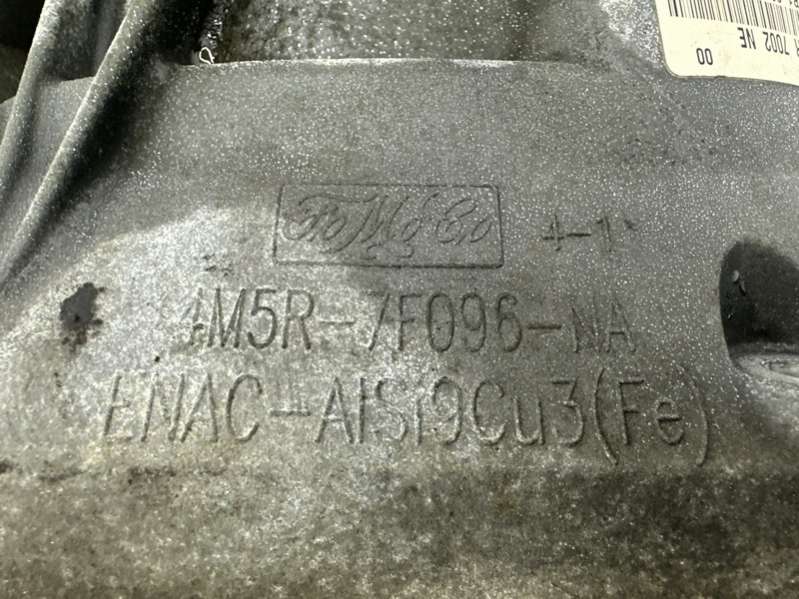 7002 NE
00
FoMoCo 4-1
4M5R-7F096-NA
ENAC-AlSi9Cu3(Fe)